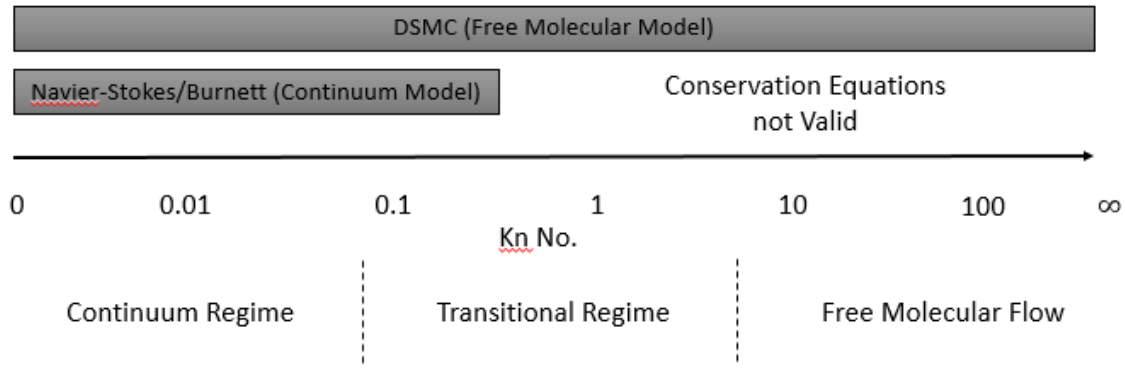 DSMC (Free Molecular Model)
Navier-Stokes/Burnett (Continuum Model)
Conservation Equations
not Valid
0 0.01 0.1 1 10 100 ∞
Kn No.
Continuum Regime Transitional Regime Free Molecular Flow